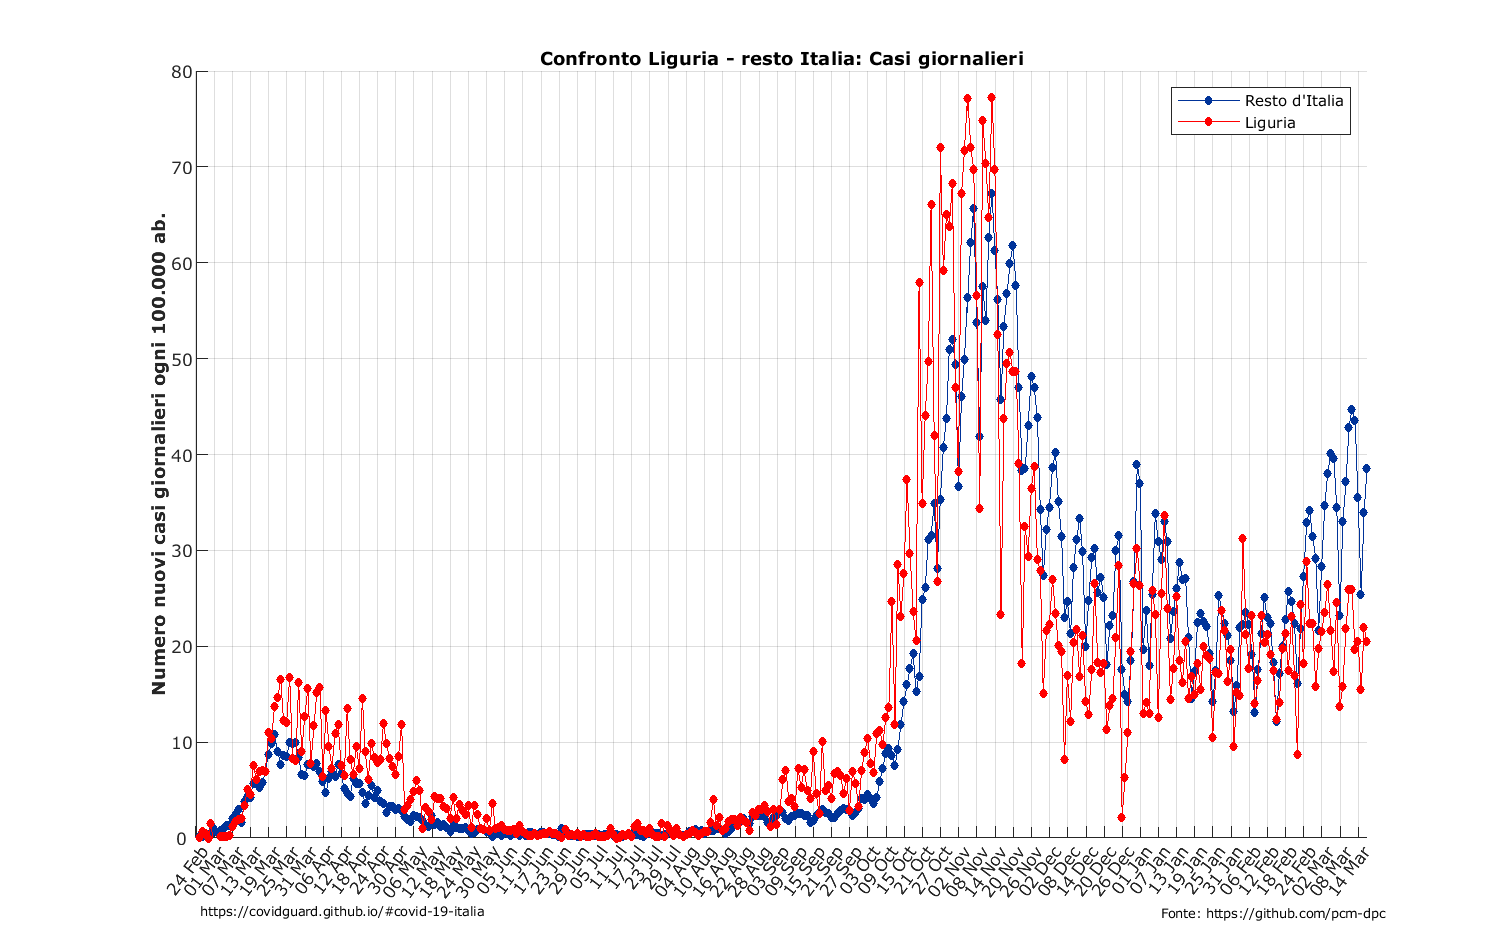 Confronto Liguria - resto Italia: Casi giornalieri
Resto d'Italia
Liguria
Numero nuovi casi giornalieri ogni 100.000 ab.
80
70
60
50
40
30
20
10
0
24 Feb
01 Mar
07 Mar
13 Mar
19 Mar
25 Mar
31 Mar
06 Apr
12 Apr
18 Apr
24 Apr
30 Apr
06 May
12 May
18 May
24 May
30 May
05 Jun
11 Jun
17 Jun
23 Jun
29 Jun
05 Jul
11 Jul
17 Jul
23 Jul
29 Jul
04 Aug
10 Aug
16 Aug
22 Aug
28 Aug
03 Sep
09 Sep
15 Sep
21 Sep
27 Sep
03 Oct
09 Oct
15 Oct
21 Oct
27 Oct
02 Nov
08 Nov
14 Nov
20 Nov
26 Nov
02 Dec
08 Dec
14 Dec
20 Dec
26 Dec
01 Jan
07 Jan
13 Jan
19 Jan
25 Jan
31 Jan
06 Feb
12 Feb
18 Feb
24 Feb
02 Mar
08 Mar
14 Mar
https://covidguard.github.io/#covid-19-italia
Fonte: https://github.com/pcm-dpc